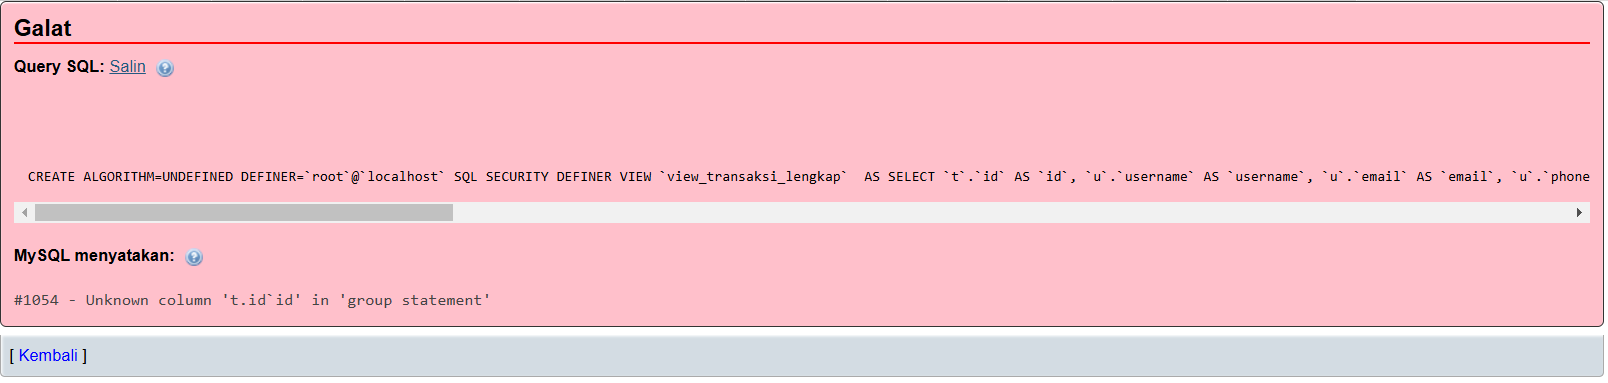 Galat
Query SQL: Salin
CREATE ALGORITHM=UNDEFINED DEFINER=`root`@`localhost` SQL SECURITY DEFINER VIEW `view_transaksi_lengkap`  AS SELECT `t`.`id` AS `id`, `u`.`username` AS `username`, `u`.`email` AS `email`, `u`.`phone
MySQL menyatakan:
#1054 - Unknown column 't.id`id' in 'group statement'
[ Kembali ]